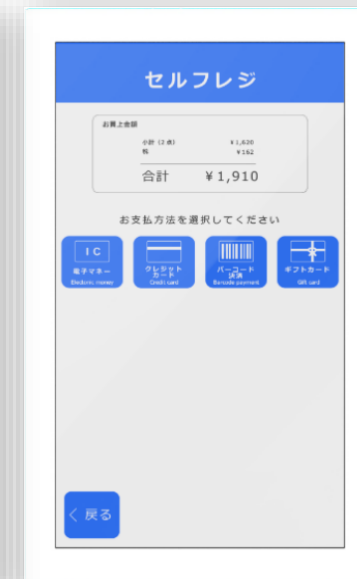 セルフレジ
お買上金額
小計 (2 点) ¥1,620
税 ¥162
合計 ¥1,910
お支払方法を選択してください
IC
電子マネー
Electronic money
クレジット
カード
Credit card
バーコード
決済
Barcode payment
ギフトカード
Gift card
く 戻る